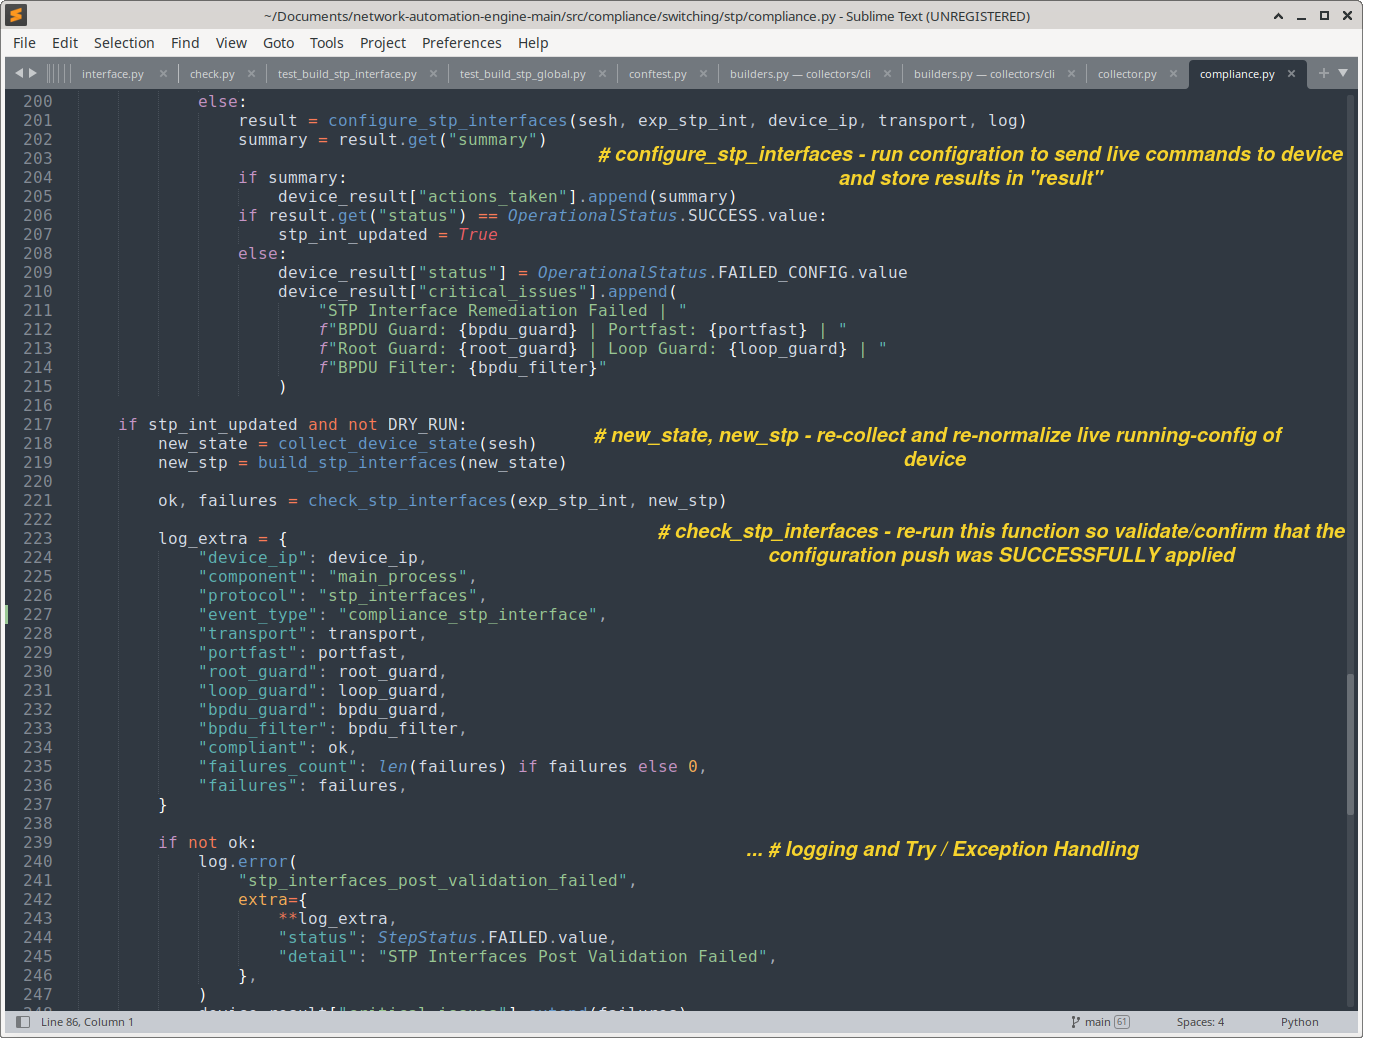 ~/Documents/network-automation-engine-main/src/compliance/switching/stp/compliance.py - Sublime Text (UNREGISTERED)
File Edit Selection Find View Goto Tools Project Preferences Help
interface.py × check.py × test_build_stp_interface.py × test_build_stp_global.py × conftest.py × builders.py — collectors/cli × builders.py — collectors/cli × collector.py × compliance.py × +
200 else:
201 result = configure_stp_interfaces(sesh, exp_stp_int, device_ip, transport, log)
202 summary = result.get("summary")
203
# configure_stp_interfaces - run configration to send live commands to device
and store results in "result"
204 if summary:
205 device_result["actions_taken"].append(summary)
206 if result.get("status") == OperationalStatus.SUCCESS.value:
207 stp_int_updated = True
208 else:
209 device_result["status"] = OperationalStatus.FAILED_CONFIG.value
210 device_result["critical_issues"].append(
211 "STP Interface Remediation Failed | "
212 f"BPDU Guard: {bpdu_guard} | Portfast: {portfast} | "
213 f"Root Guard: {root_guard} | Loop Guard: {loop_guard} | "
214 f"BPDU Filter: {bpdu_filter}"
215 )
216
217 if stp_int_updated and not DRY_RUN:
218 new_state = collect_device_state(sesh)
219 new_stp = build_stp_interfaces(new_state)
# new_state, new_stp - re-collect and re-normalize live running-config of
device
220
221 ok, failures = check_stp_interfaces(exp_stp_int, new_stp)
222
# check_stp_interfaces - re-run this function so validate/confirm that the
configuration push was SUCCESSFULLY applied
223 log_extra = {
224 "device_ip": device_ip,
225 "component": "main_process",
226 "protocol": "stp_interfaces",
227 "event_type": "compliance_stp_interface",
228 "transport": transport,
229 "portfast": portfast,
230 "root_guard": root_guard,
231 "loop_guard": loop_guard,
232 "bpdu_guard": bpdu_guard,
233 "bpdu_filter": bpdu_filter,
234 "compliant": ok,
235 "failures_count": len(failures) if failures else 0,
236 "failures": failures,
237 }
238
239 if not ok:
... # logging and Try / Exception Handling
240 log.error(
241 "stp_interfaces_post_validation_failed",
242 extra={
243 **log_extra,
244 "status": StepStatus.FAILED.value,
245 "detail": "STP Interfaces Post Validation Failed",
246 },
247 )
248 device_result["critical_issues"].extend(failures)
Line 86, Column 1 main 61 Spaces: 4 Python